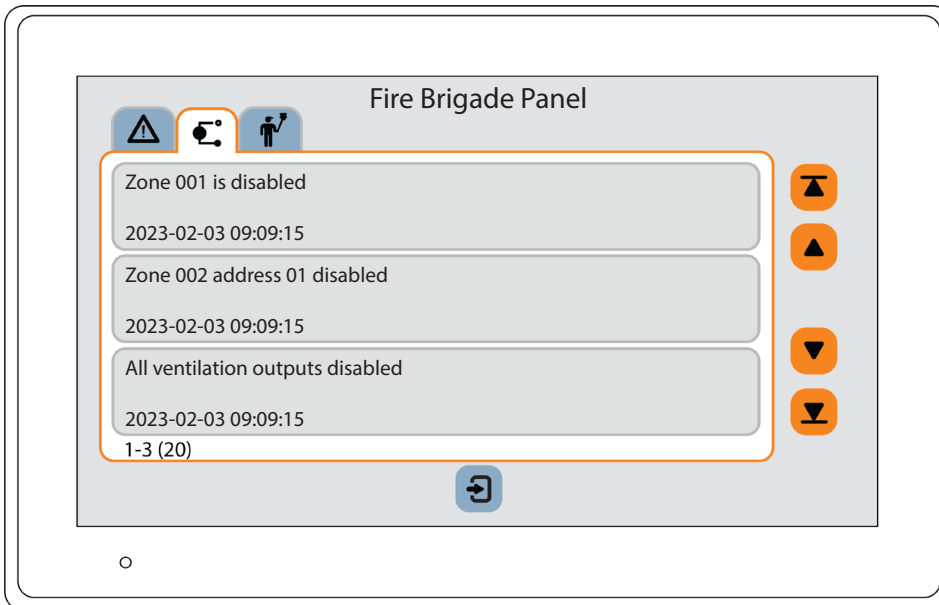 Fire Brigade Panel
Zone 001 is disabled
2023-02-03 09:09:15
Zone 002 address 01 disabled
2023-02-03 09:09:15
All ventilation outputs disabled
2023-02-03 09:09:15
1-3 (20)